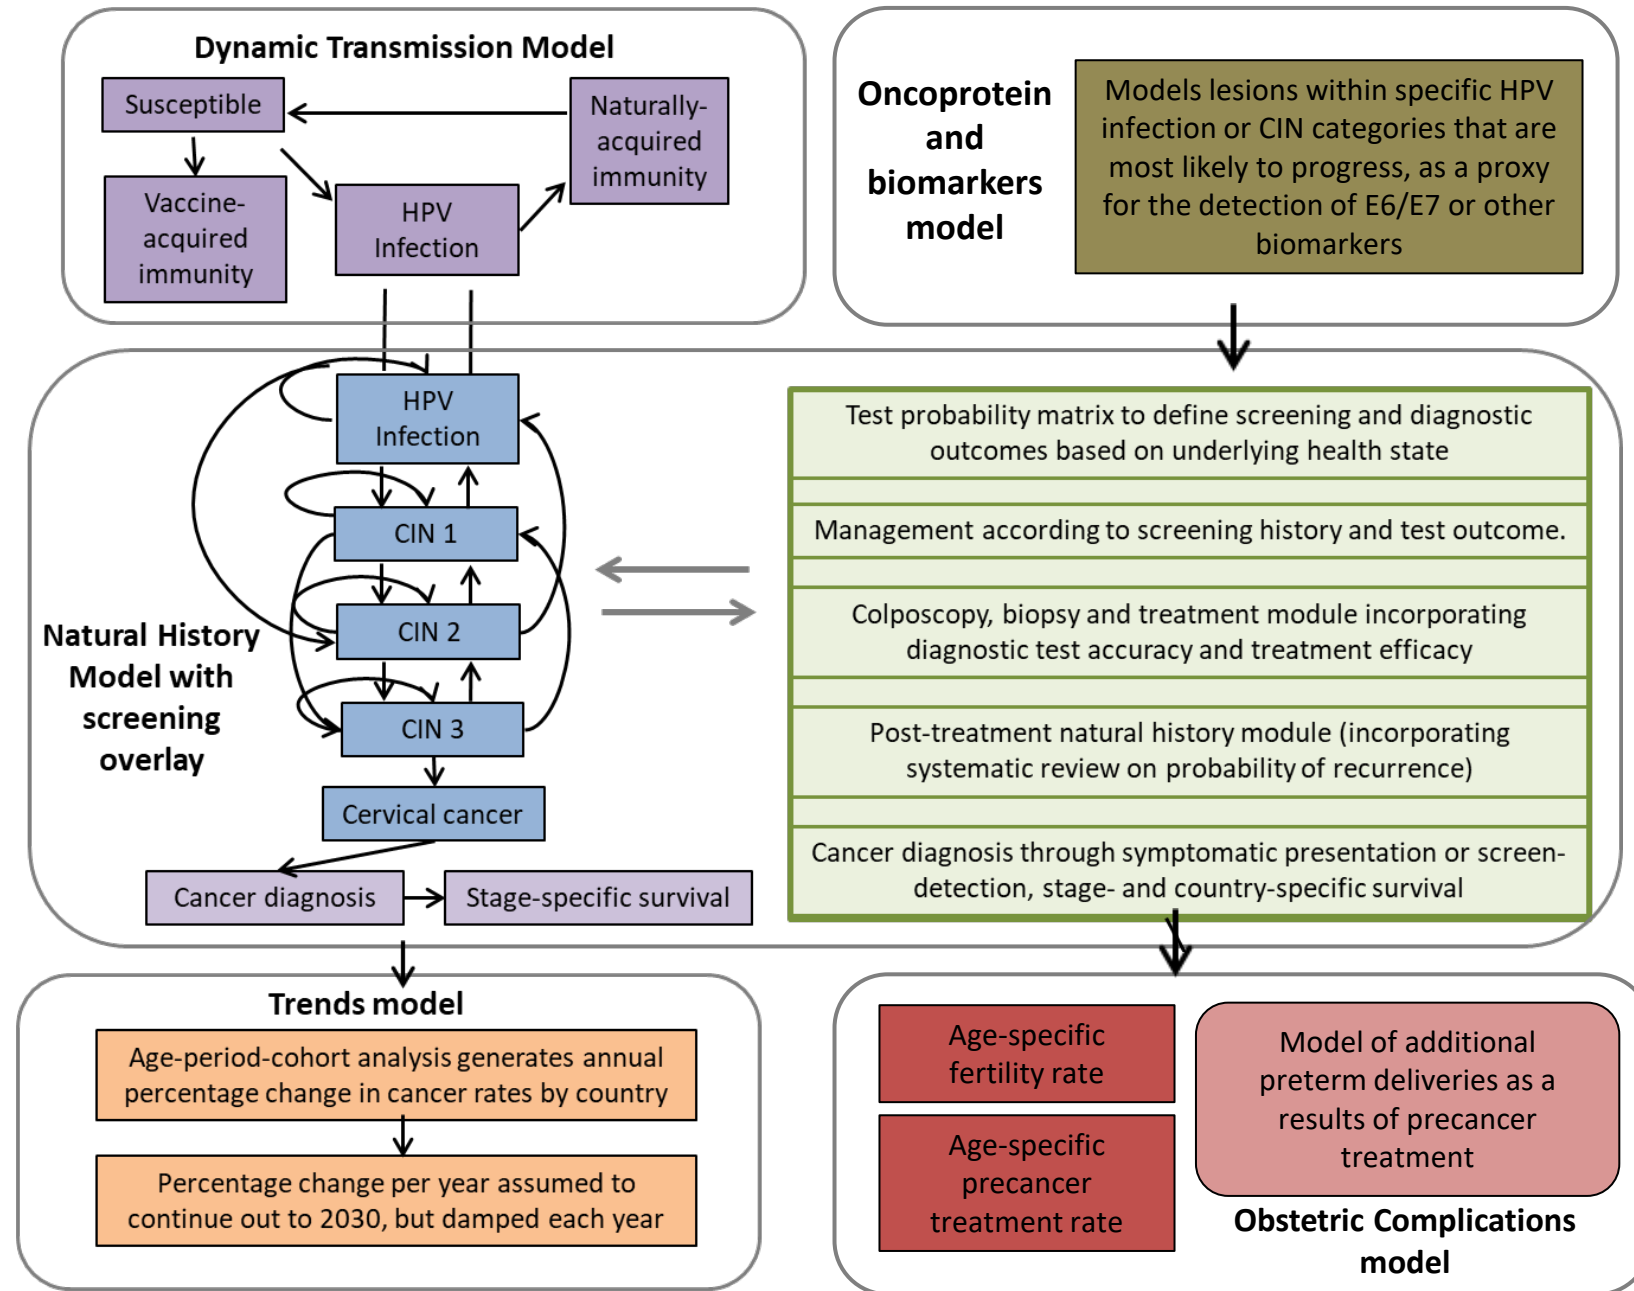 Dynamic Transmission Model
Susceptible
Naturally-
acquired
immunity
Vaccine-
acquired
immunity
HPV
Infection
Oncoprotein
and
biomarkers
model
Models lesions within specific HPV
infection or CIN categories that are
most likely to progress, as a proxy
for the detection of E6/E7 or other
biomarkers
Natural History
Model with
screening
overlay
HPV
Infection
CIN 1
CIN 2
CIN 3
Cervical cancer
Cancer diagnosis
Stage-specific survival
Test probability matrix to define screening and diagnostic
outcomes based on underlying health state
Management according to screening history and test outcome.
Colposcopy, biopsy and treatment module incorporating
diagnostic test accuracy and treatment efficacy
Post-treatment natural history module (incorporating
systematic review on probability of recurrence)
Cancer diagnosis through symptomatic presentation or screen-
detection, stage- and country-specific survival
Trends model
Age-period-cohort analysis generates annual
percentage change in cancer rates by country
Percentage change per year assumed to
continue out to 2030, but damped each year
Age-specific
fertility rate
Age-specific
precancer
treatment rate
Model of additional
preterm deliveries as a
results of precancer
treatment
Obstetric Complications
model